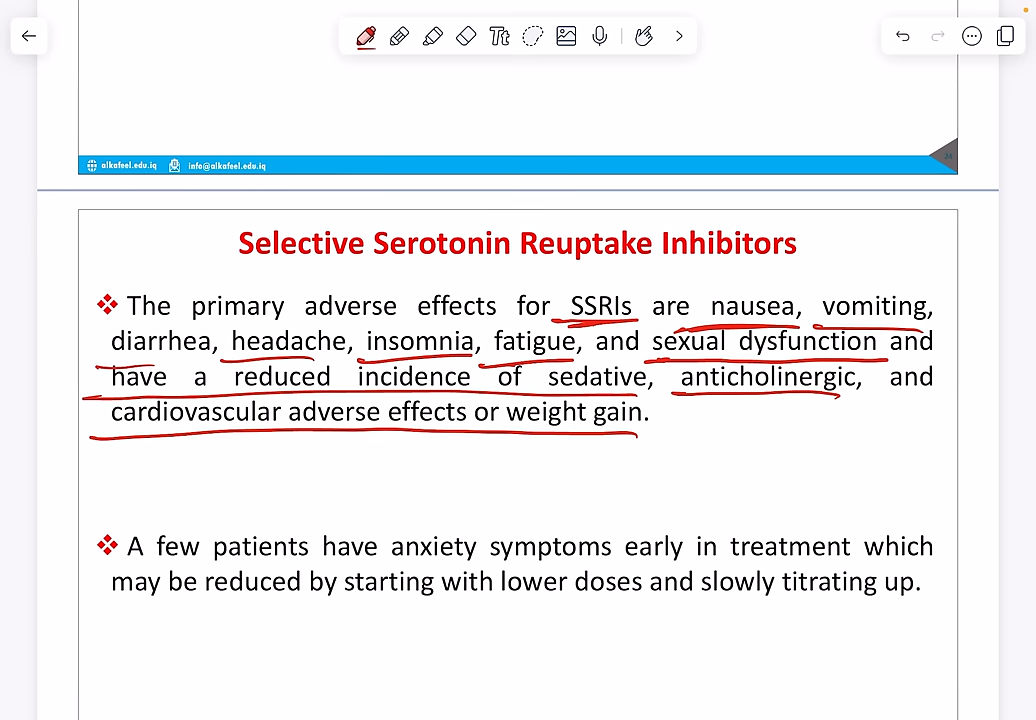 Tt
alkafeel.edu.iq info@alkafeel.edu.iq
Selective Serotonin Reuptake Inhibitors
❖ The primary adverse effects for SSRIs are nausea, vomiting,
diarrhea, headache, insomnia, fatigue, and sexual dysfunction and
have a reduced incidence of sedative, anticholinergic, and
cardiovascular adverse effects or weight gain.
❖ A few patients have anxiety symptoms early in treatment which
may be reduced by starting with lower doses and slowly titrating up.